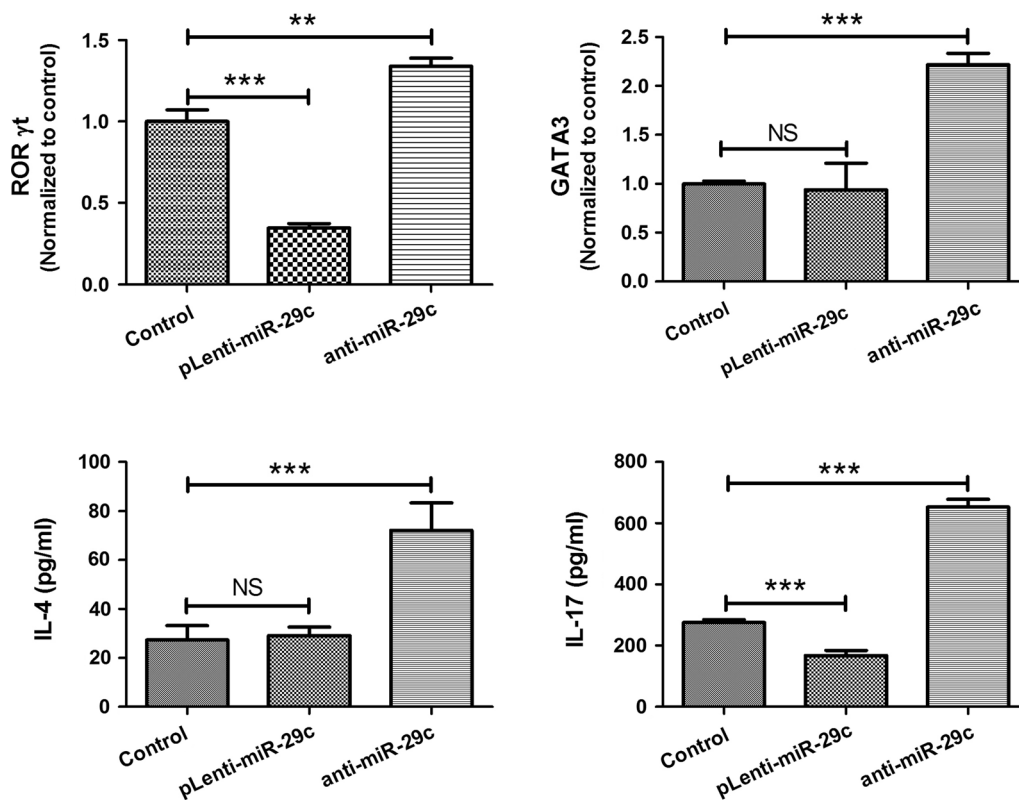 ROR γt
(Normalized to control)
1.5
1.0
0.5
0.0
**
***
Control
pLenti-miR-29c
anti-miR-29c
GATA3
(Normalized to control)
2.5
2.0
1.5
1.0
0.5
0.0
***
NS
Control
pLenti-miR-29c
anti-miR-29c
IL-4 (pg/ml)
100
80
60
40
20
0
***
NS
Control
pLenti-miR-29c
anti-miR-29c
IL-17 (pg/ml)
800
600
400
200
0
***
***
Control
pLenti-miR-29c
anti-miR-29c